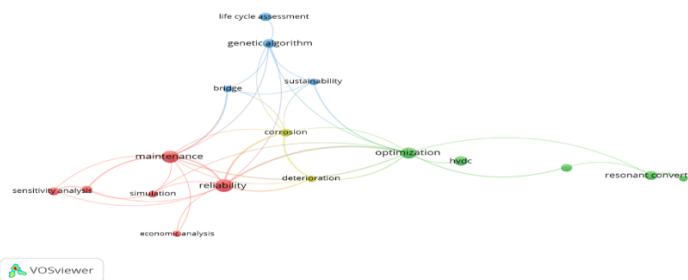 life cycle assessment
genetic algorithm
sustainability
bridge
corrosion
optimization
maintenance
hvdc
resonant convert
deterioration
reliability
sensitivity analysis
simulation
economic analysis
VOSviewer